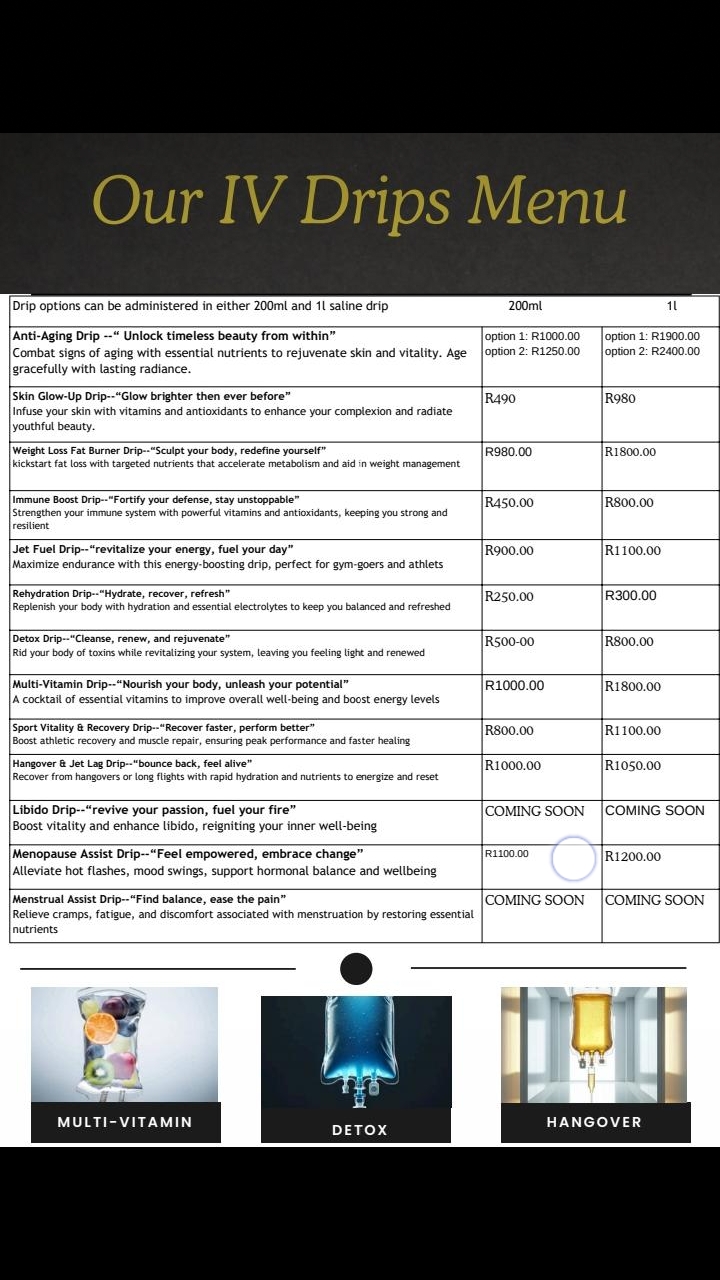 Our IV Drips Menu
Drip options can be administered in either 200ml and 1l saline drip 200ml 1l
Anti-Aging Drip --“ Unlock timeless beauty from within” option 1: R1000.00 option 1: R1900.00
Combat signs of aging with essential nutrients to rejuvenate skin and vitality. Age option 2: R1250.00 option 2: R2400.00
gracefully with lasting radiance.
Skin Glow-Up Drip--“Glow brighter then ever before” R490 R980
Infuse your skin with vitamins and antioxidants to enhance your complexion and radiate
youthful beauty.
Weight Loss Fat Burner Drip--“Sculpt your body, redefine yourself” R980.00 R1800.00
kickstart fat loss with targeted nutrients that accelerate metabolism and aid in weight management
Immune Boost Drip--“Fortify your defense, stay unstoppable” R450.00 R800.00
Strengthen your immune system with powerful vitamins and antioxidants, keeping you strong and
resilient
Jet Fuel Drip--“revitalize your energy, fuel your day” R900.00 R1100.00
Maximize endurance with this energy-boosting drip, perfect for gym-goers and athlets
Rehydration Drip--“Hydrate, recover, refresh” R250.00 R300.00
Replenish your body with hydration and essential electrolytes to keep you balanced and refreshed
Detox Drip--“Cleanse, renew, and rejuvenate” R500-00 R800.00
Rid your body of toxins while revitalizing your system, leaving you feeling light and renewed
Multi-Vitamin Drip--“Nourish your body, unleash your potential” R1000.00 R1800.00
A cocktail of essential vitamins to improve overall well-being and boost energy levels
Sport Vitality & Recovery Drip--“Recover faster, perform better” R800.00 R1100.00
Boost athletic recovery and muscle repair, ensuring peak performance and faster healing
Hangover & Jet Lag Drip--“bounce back, feel alive” R1000.00 R1050.00
Recover from hangovers or long flights with rapid hydration and nutrients to energize and reset
Libido Drip--“revive your passion, fuel your fire” COMING SOON COMING SOON
Boost vitality and enhance libido, reigniting your inner well-being
Menopause Assist Drip--“Feel empowered, embrace change” R1100.00 R1200.00
Alleviate hot flashes, mood swings, support hormonal balance and wellbeing
Menstrual Assist Drip--“Find balance, ease the pain” COMING SOON COMING SOON
Relieve cramps, fatigue, and discomfort associated with menstruation by restoring essential
nutrients
MULTI-VITAMIN
DETOX
HANGOVER